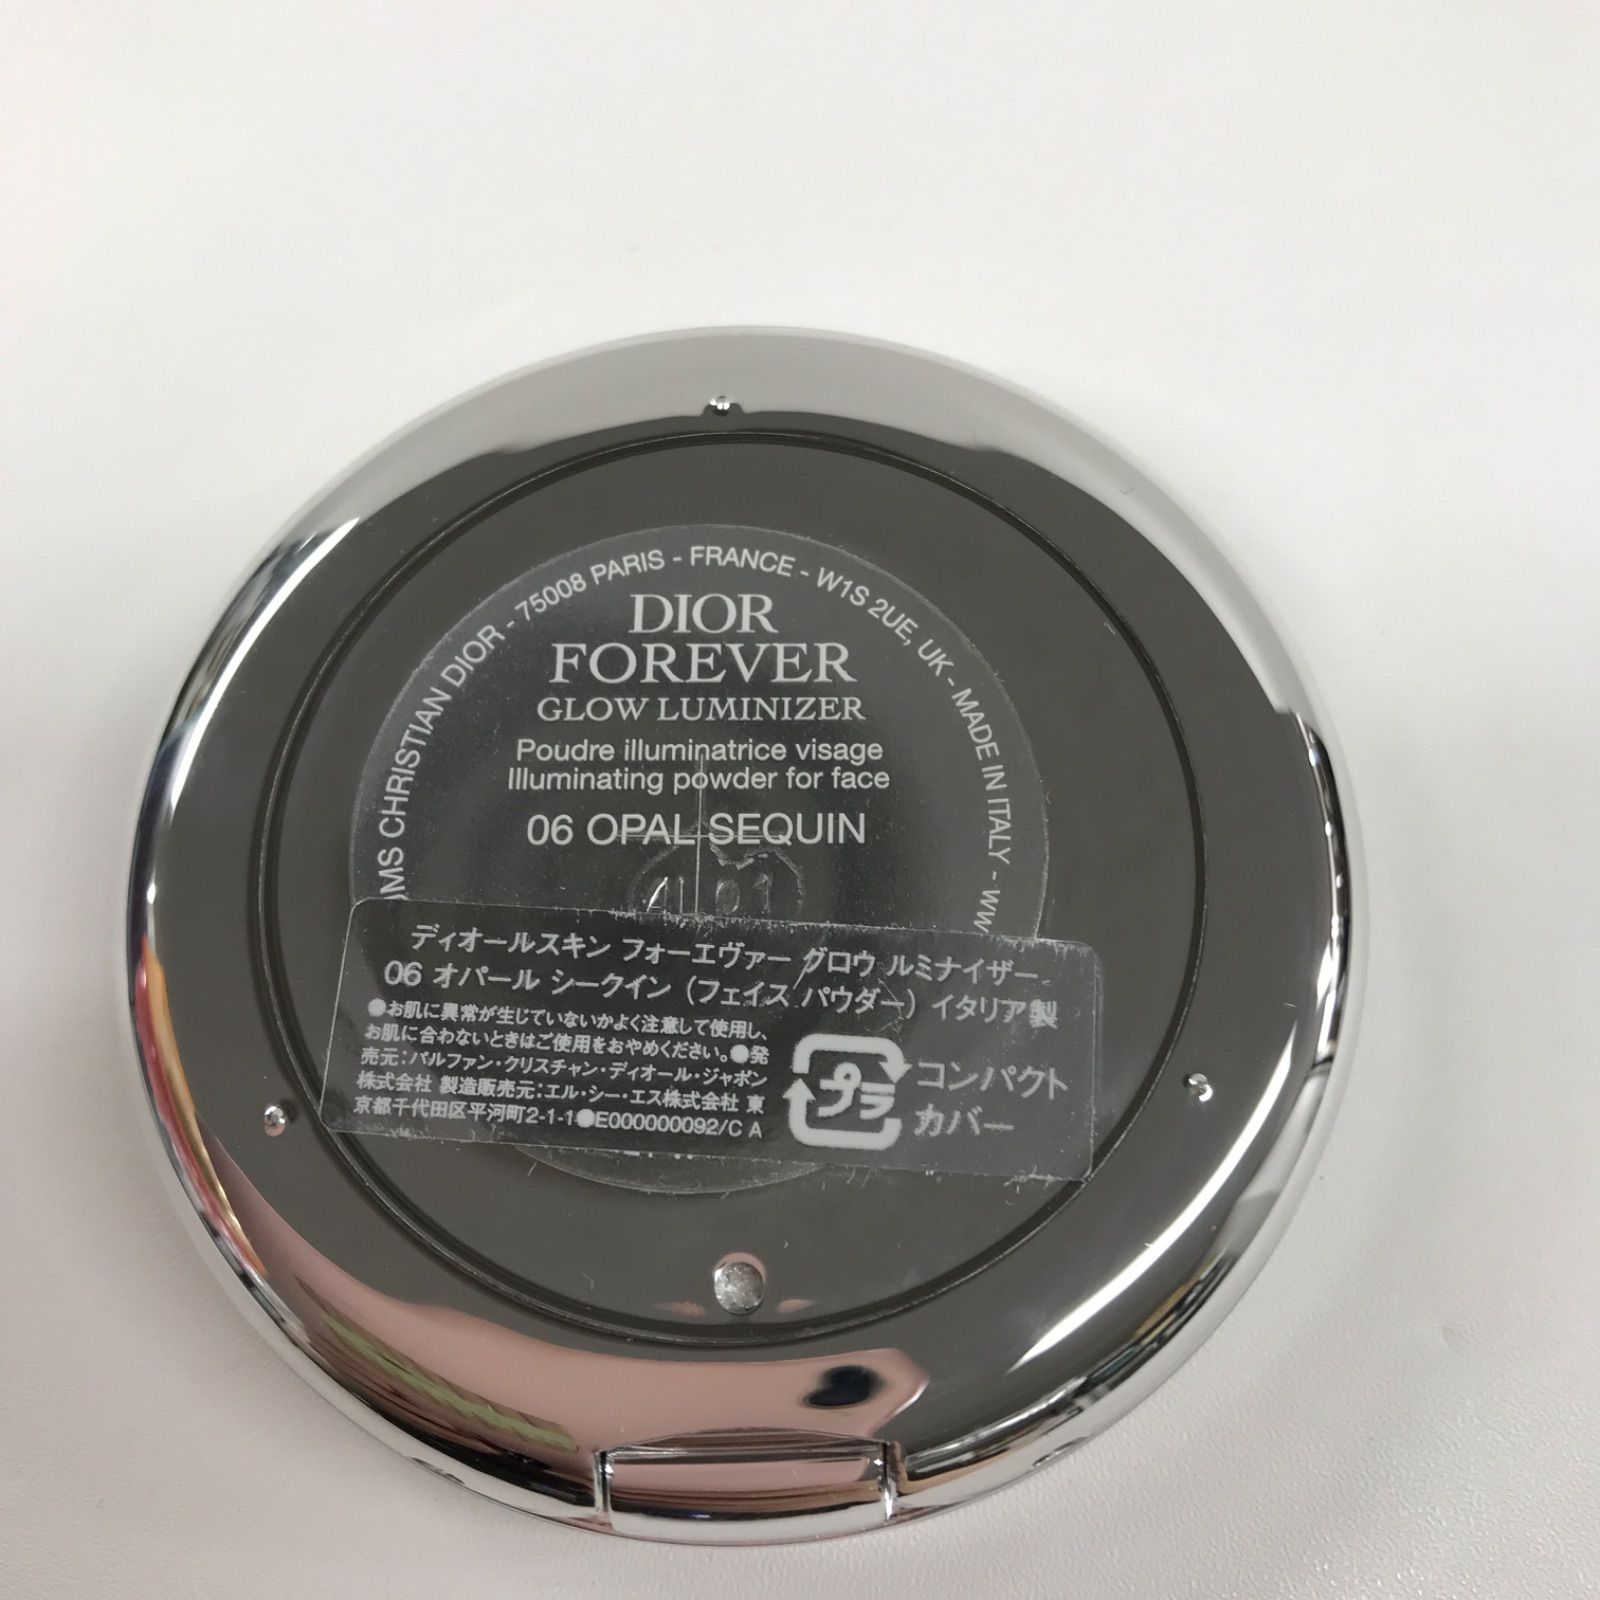 CHRISTIAN DIOR - 75008 PARIS - FRANCE - W1S 2UE, UK - MADE IN ITALY -
DIOR
FOREVER
GLOW LUMINIZER
Poudre illuminatrice visage
Illuminating powder for face
06 OPAL SEQUIN
ディオールスキン フォーエヴァー グロウ ルミナイザー
06 オパール シークイン (フェイス パウダー) イタリア製
●お肌に異常が生じていないかよく注意して使用し、
お肌に合わないときはご使用をおやめください。●発
売元:パルファン・クリスチャン・ディオール・ジャポン
株式会社 製造販売元:エル・シー・エス株式会社 東
京都千代田区平河町2-1-1●E000000092/C A
プラ
コンパクト
カバー